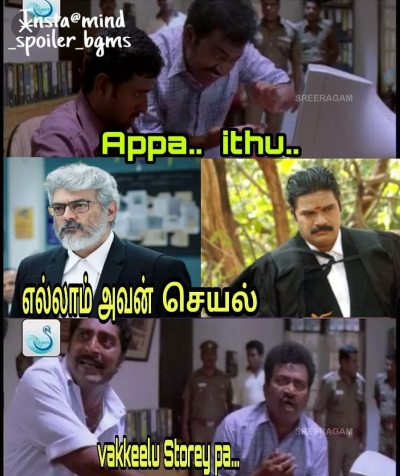 Insta@mind
_spoiler_bgms
SREERAGAM
Appa.. ithu..
எல்லாம் அவன் செயல்
SREERAGAM
vakkeelu Storey pa...